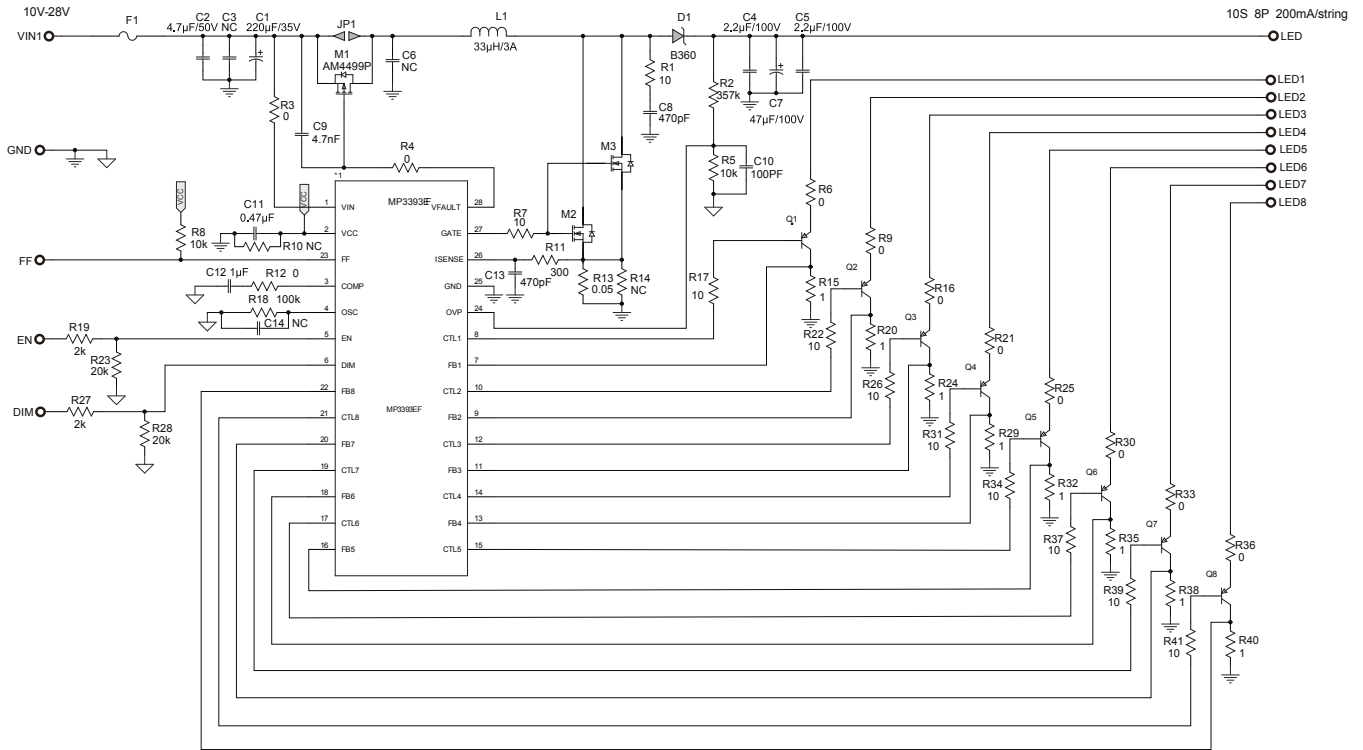 10V-28V
VIN1
F1
C2
4.7μF/50V
C3
NC
C1
220μF/35V
JP1
M1
AM4499P
C6
NC
L1
33μH/3A
R1
10
C8
470pF
D1
B360
R2
357k
C4
2.2μF/100V
C5
2.2μF/100V
C7
47μF/100V
10S 8P 200mA/string
LED
LED1
LED2
LED3
LED4
LED5
LED6
LED7
LED8
R3
0
C9
4.7nF
R4
0
GND
M3
R5
10k
C10
100PF
R6
0
*1
MP3393EF
VCC
VCC
C11
0.47μF
R8
10k
R10 NC
FF
C12 1μF
R12 0
R18 100k
C14 NC
EN
R19
2k
R23
20k
DIM
R27
2k
R28
20k
1 VIN
2 VCC
23 FF
3 COMP
4 OSC
5 EN
6 DIM
22 FB8
21 CTL8
20 FB7
19 CTL7
18 FB6
17 CTL6
16 FB5
MP3393EF
VFAULT 28
GATE 27
ISENSE 26
GND 25
OVP 24
CTL1 8
FB1 7
CTL2 10
FB2 9
CTL3 12
FB3 11
CTL4 14
FB4 13
CTL5 15
R7
10
M2
R11
300
C13
470pF
R13
0.05
R14
NC
Q1
R17
10
R15
1
R9
0
Q2
R22
10
R20
1
R16
0
Q3
R26
10
R24
1
R21
0
Q4
R31
10
R29
1
R25
0
Q5
R34
10
R32
1
R30
0
Q6
R37
10
R35
1
R33
0
Q7
R39
10
R38
1
R36
0
Q8
R41
10
R40
1